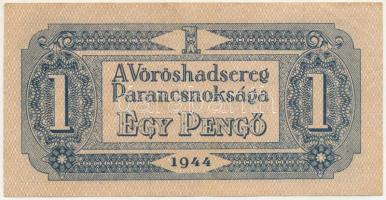 1
1 1
A Vöröshadsereg
Parancsnoksága
EGY PENGŐ
1944